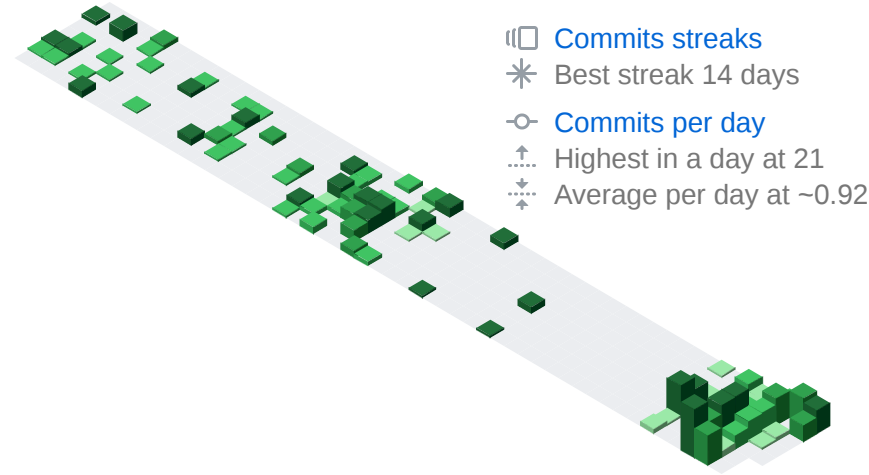 Commits streaks
Best streak 14 days
Commits per day
Highest in a day at 21
Average per day at ~0.92